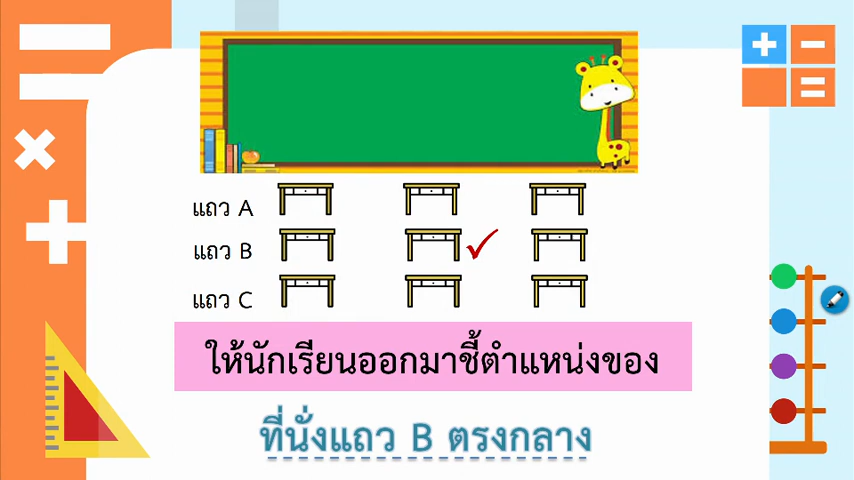 แถว A
แถว B
แถว C
ให้นักเรียนออกมาชี้ตำแหน่งของ
ที่นั่งแถว B ตรงกลาง